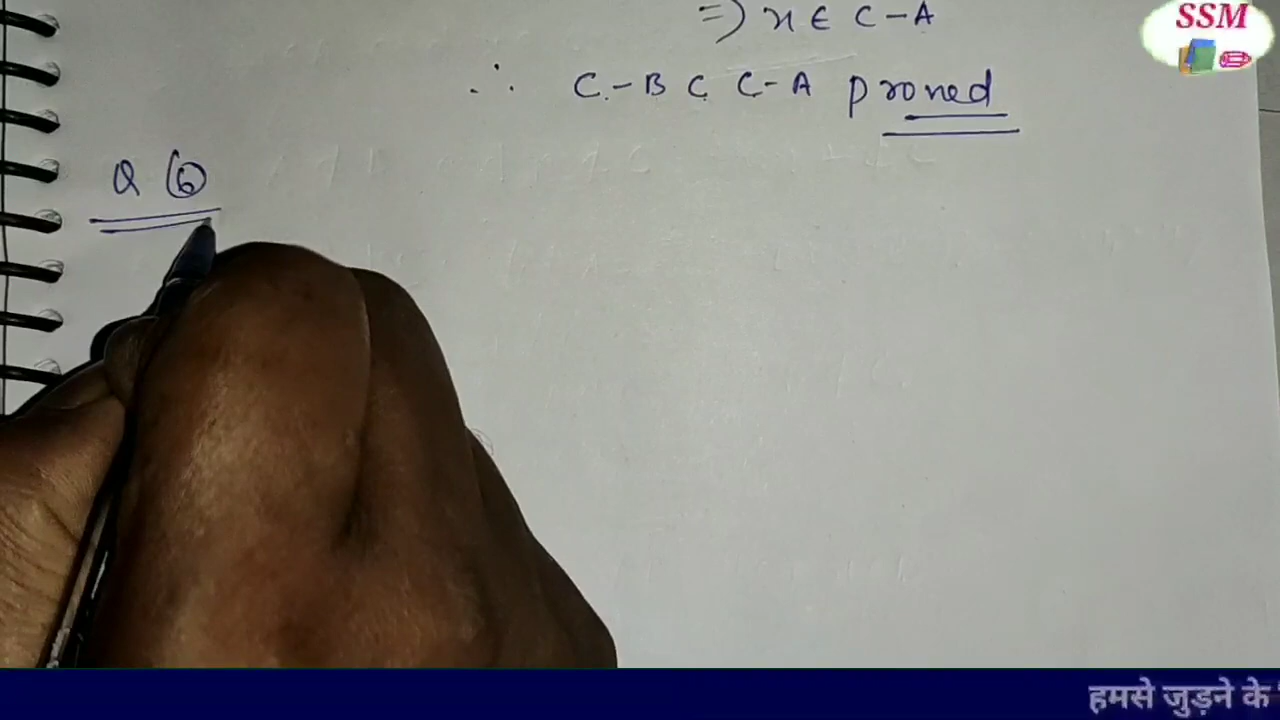 SSM
=) x ∈ C - A
∴ C - B ⊂ C - A proved
Q (6)
हमसे जुड़ने के